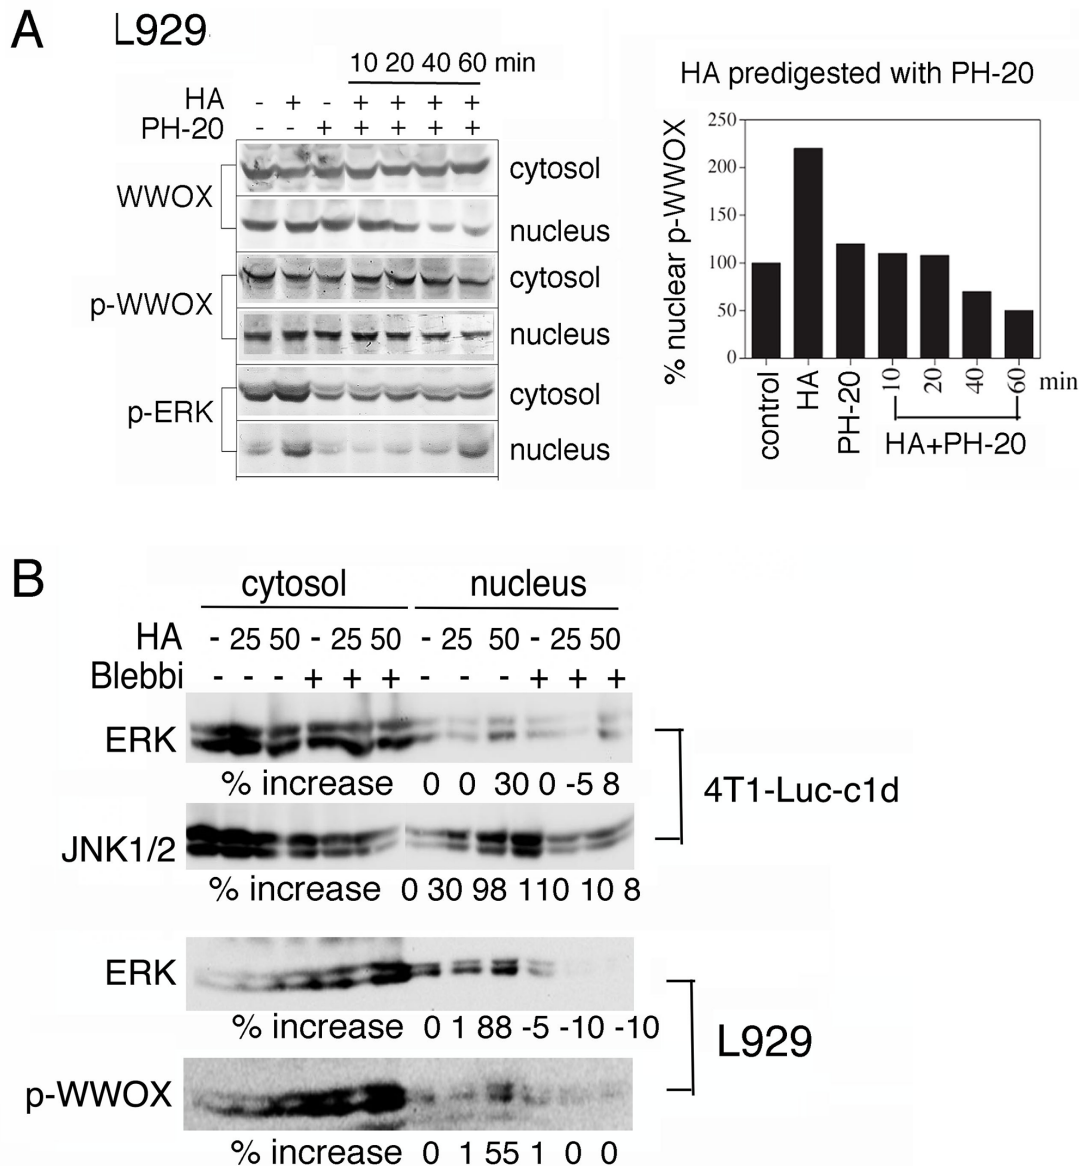 A
L929
10 20 40 60 min
HA - + - + + + +
PH-20 - - + + + + +
WWOX
cytosol
nucleus
p-WWOX
cytosol
nucleus
p-ERK
cytosol
nucleus
HA predigested with PH-20
% nuclear p-WWOX
250
200
150
100
50
0
control HA PH-20 10 20 40 60 min
HA+PH-20
B
cytosol nucleus
HA - 25 50 - 25 50 - 25 50 - 25 50
Blebbi - - - + + + - - - + + +
ERK
% increase 0 0 30 0 -5 8
4T1-Luc-c1d
JNK1/2
% increase 0 30 98 110 10 8
ERK
% increase 0 1 88 -5 -10 -10
L929
p-WWOX
% increase 0 1 55 1 0 0